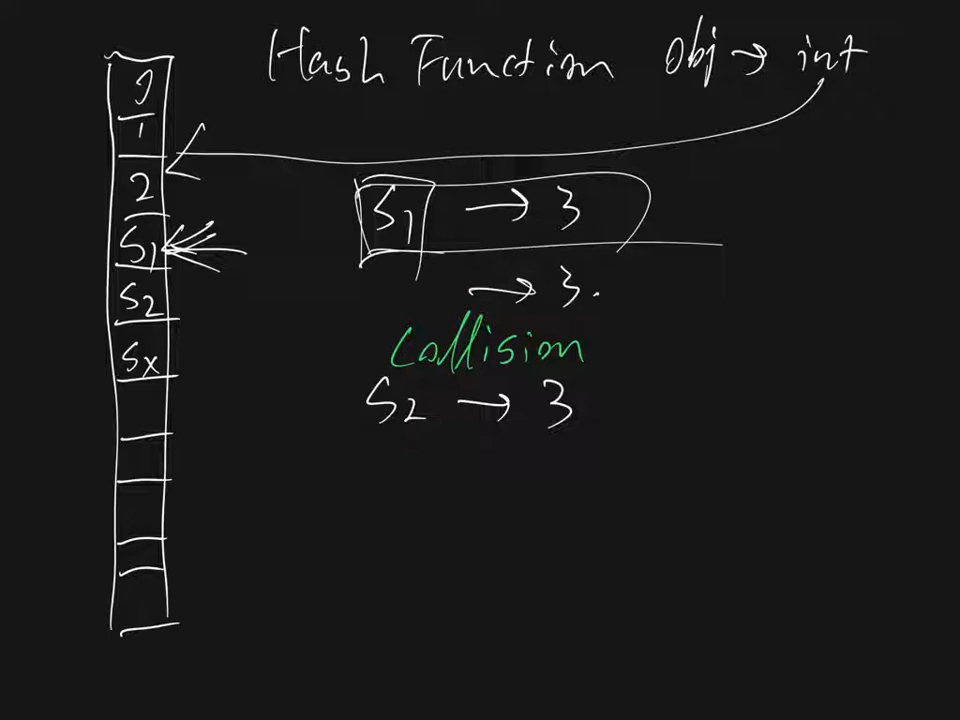 Hash Function Obj → int
0
1
2
S1
S2
Sx
S1 → 3
→ 3.
Collision
S2 → 3